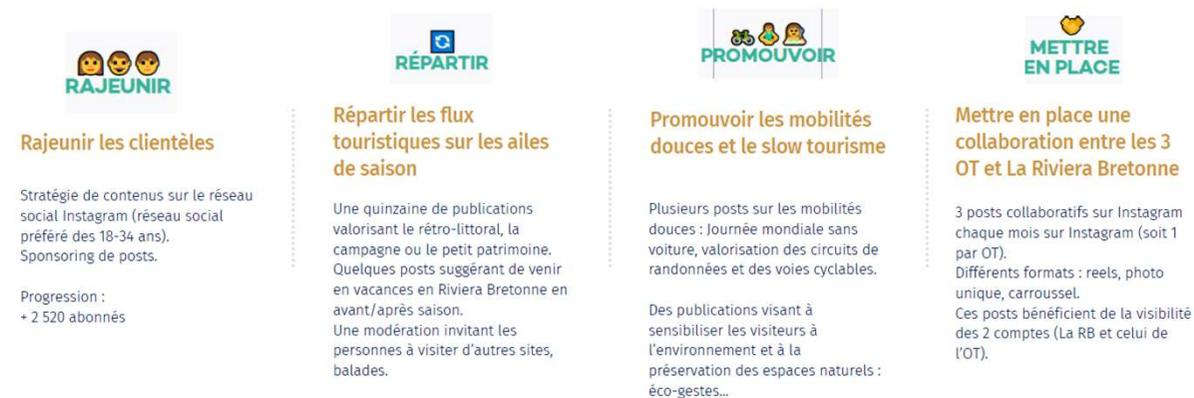 RAJEUNIR
Rajeunir les clientèles
Stratégie de contenus sur le réseau
social Instagram (réseau social
préféré des 18-34 ans).
Sponsoring de posts.
Progression :
+ 2 520 abonnés
RÉPARTIR
Répartir les flux
touristiques sur les ailes
de saison
Une quinzaine de publications
valorisant le rétro-littoral, la
campagne ou le petit patrimoine.
Quelques posts suggérant de venir
en vacances en Riviera Bretonne en
avant/après saison.
Une modération invitant les
personnes à visiter d'autres sites,
balades.
PROMOUVOIR
Promouvoir les mobilités
douces et le slow tourisme
Plusieurs posts sur les mobilités
douces : Journée mondiale sans
voiture, valorisation des circuits de
randonnées et des voies cyclables.
Des publications visant à
sensibiliser les visiteurs à
l'environnement et à la
préservation des espaces naturels :
éco-gestes...
METTRE
EN PLACE
Mettre en place une
collaboration entre les 3
OT et La Riviera Bretonne
3 posts collaboratifs sur Instagram
chaque mois sur Instagram (soit 1
par OT).
Différents formats : reels, photo
unique, carroussel.
Ces posts bénéficient de la visibilité
des 2 comptes (La RB et celui de
l'OT).